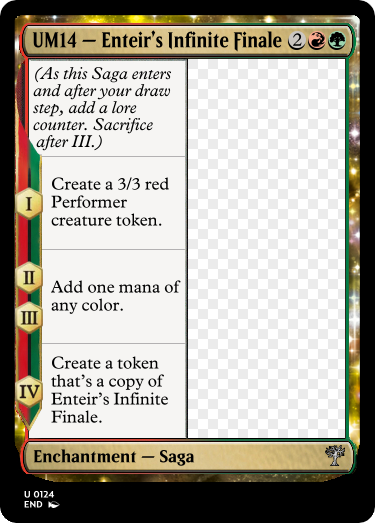 UM14 — Enteir's Infinite Finale 2
(As this Saga enters
and after your draw
step, add a lore
counter. Sacrifice
after III.)
I
Create a 3/3 red
Performer
creature token.
II
III
Add one mana of
any color.
IV
Create a token
that's a copy of
Enteir's Infinite
Finale.
Enchantment — Saga
U 0124
END